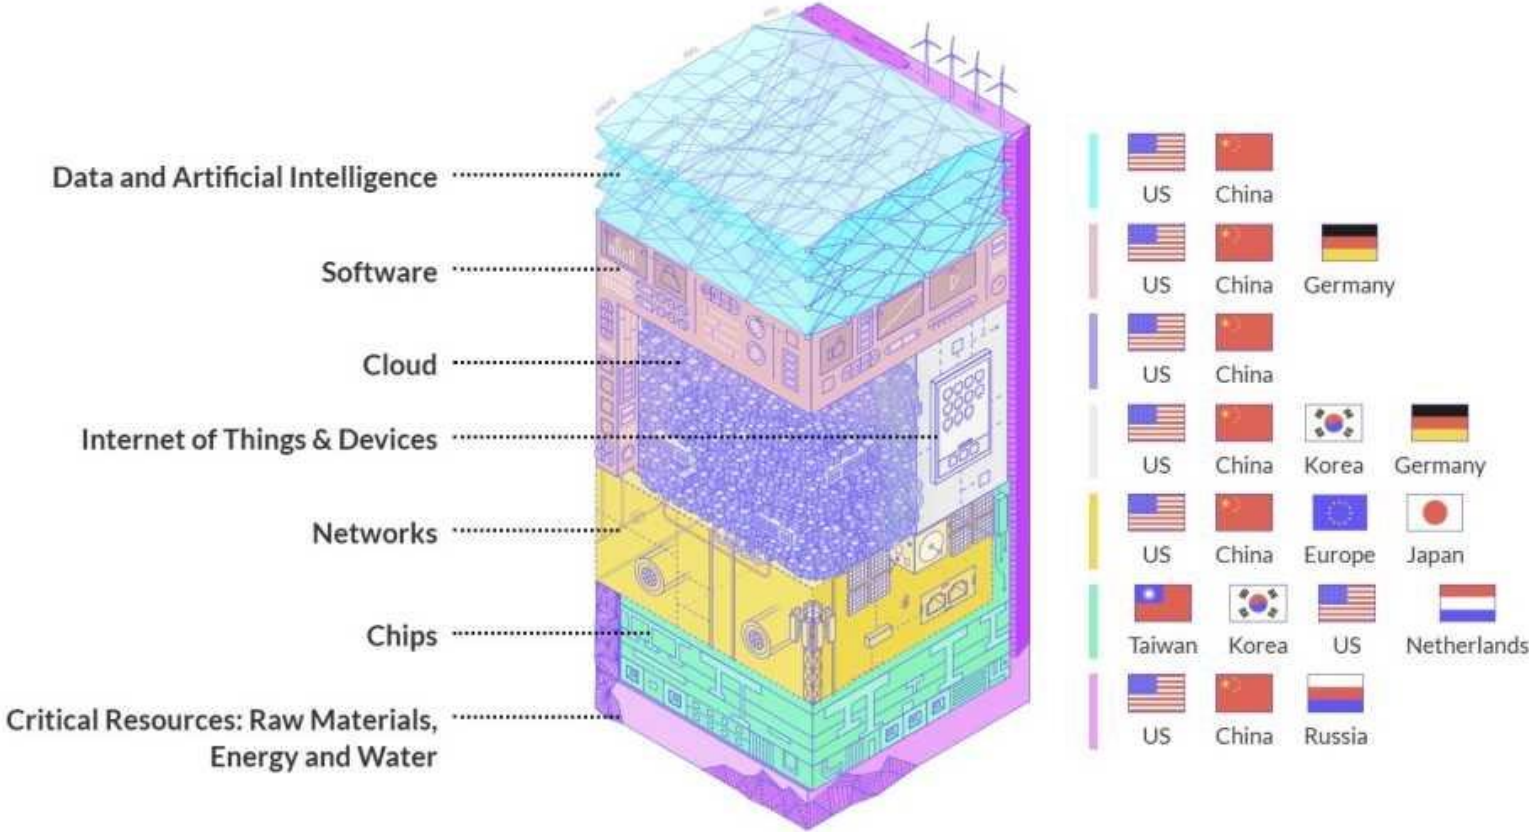 Data and Artificial Intelligence
US China
Software
US China Germany
Cloud
US China
Internet of Things & Devices
US China Korea Germany
Networks
US China Europe Japan
Chips
Taiwan Korea US Netherlands
Critical Resources: Raw Materials,
Energy and Water
US China Russia